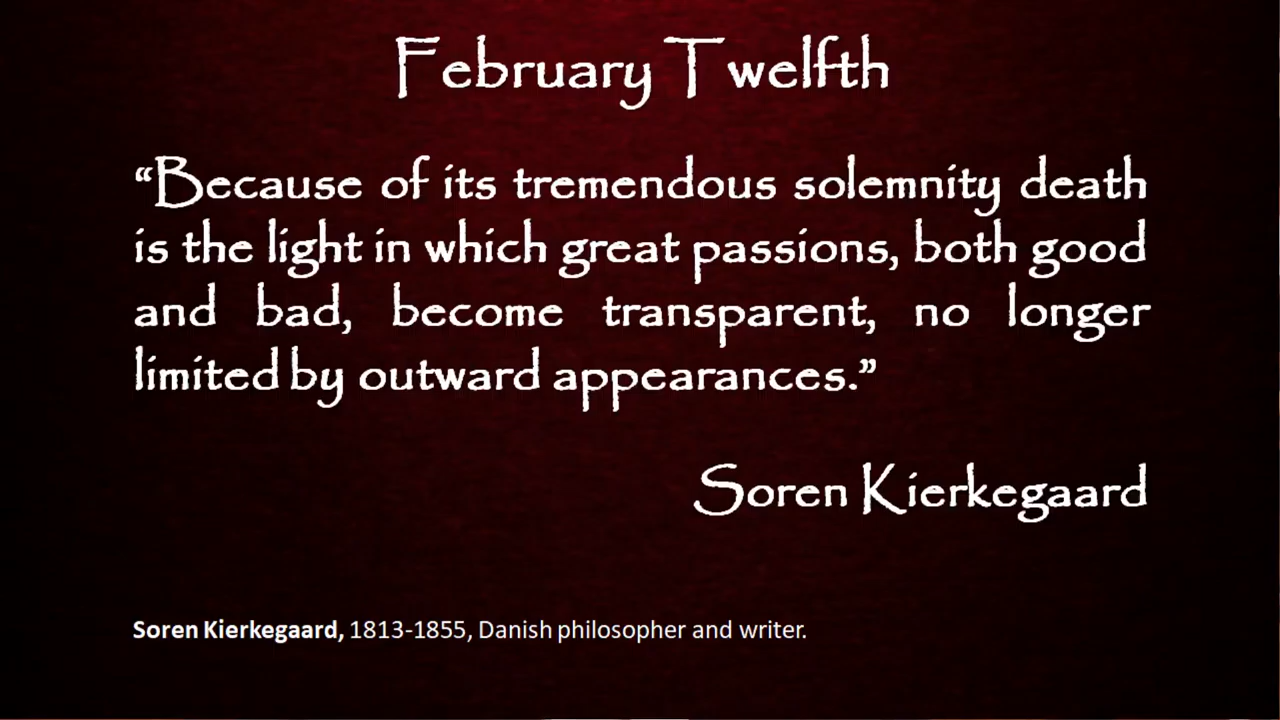 February Twelfth
“Because of its tremendous solemnity death
is the light in which great passions, both good
and bad, become transparent, no longer
limited by outward appearances.”
Soren Kierkegaard
Soren Kierkegaard, 1813-1855, Danish philosopher and writer.